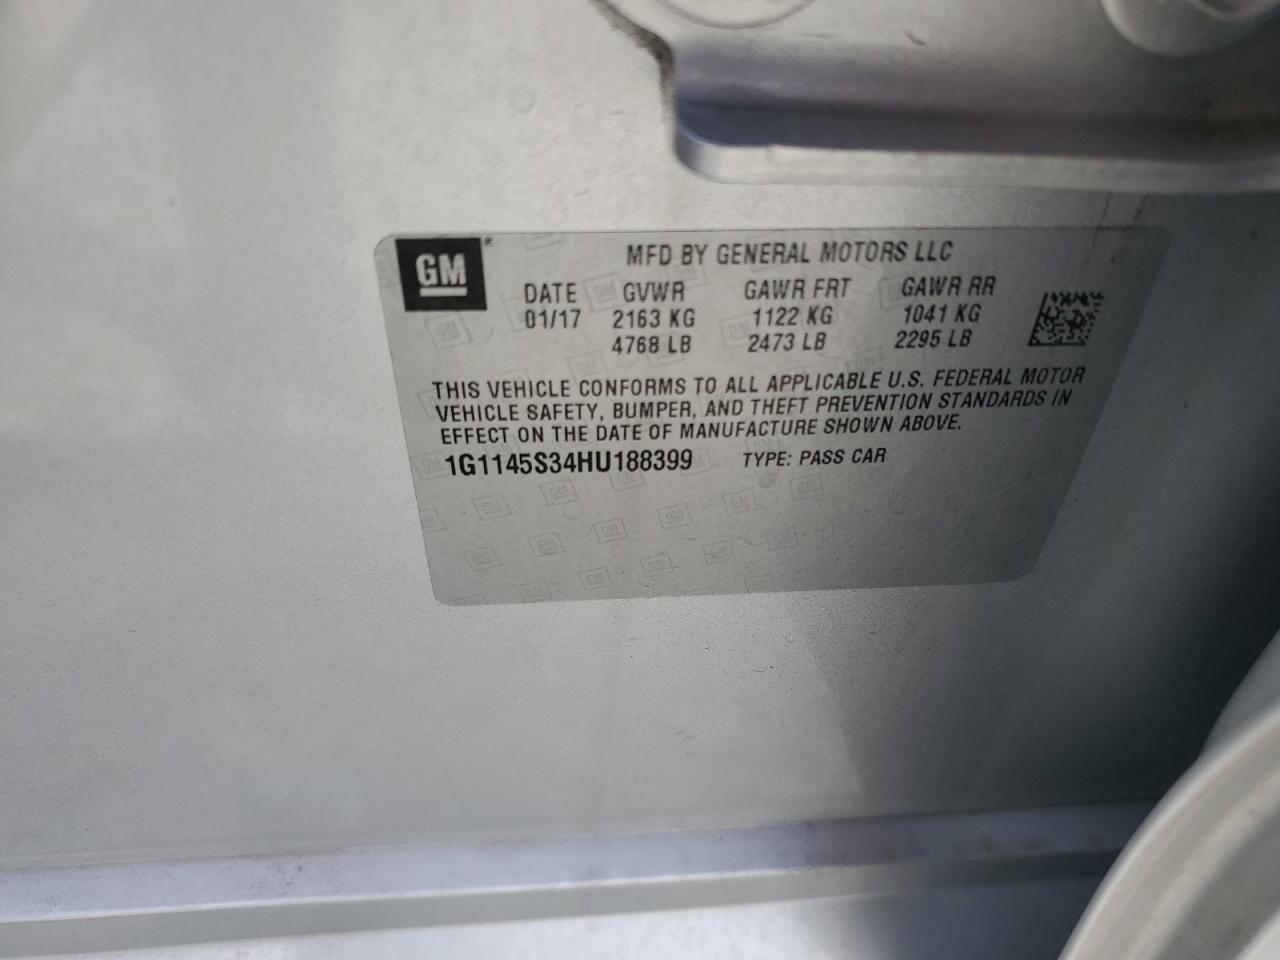 GM®
MFD BY GENERAL MOTORS LLC
DATE GVWR GAWR FRT GAWR RR
01/17 2163 KG 1122 KG 1041 KG
4768 LB 2473 LB 2295 LB
THIS VEHICLE CONFORMS TO ALL APPLICABLE U.S. FEDERAL MOTOR
VEHICLE SAFETY, BUMPER, AND THEFT PREVENTION STANDARDS IN
EFFECT ON THE DATE OF MANUFACTURE SHOWN ABOVE.
1G1145S34HU188399 TYPE: PASS CAR